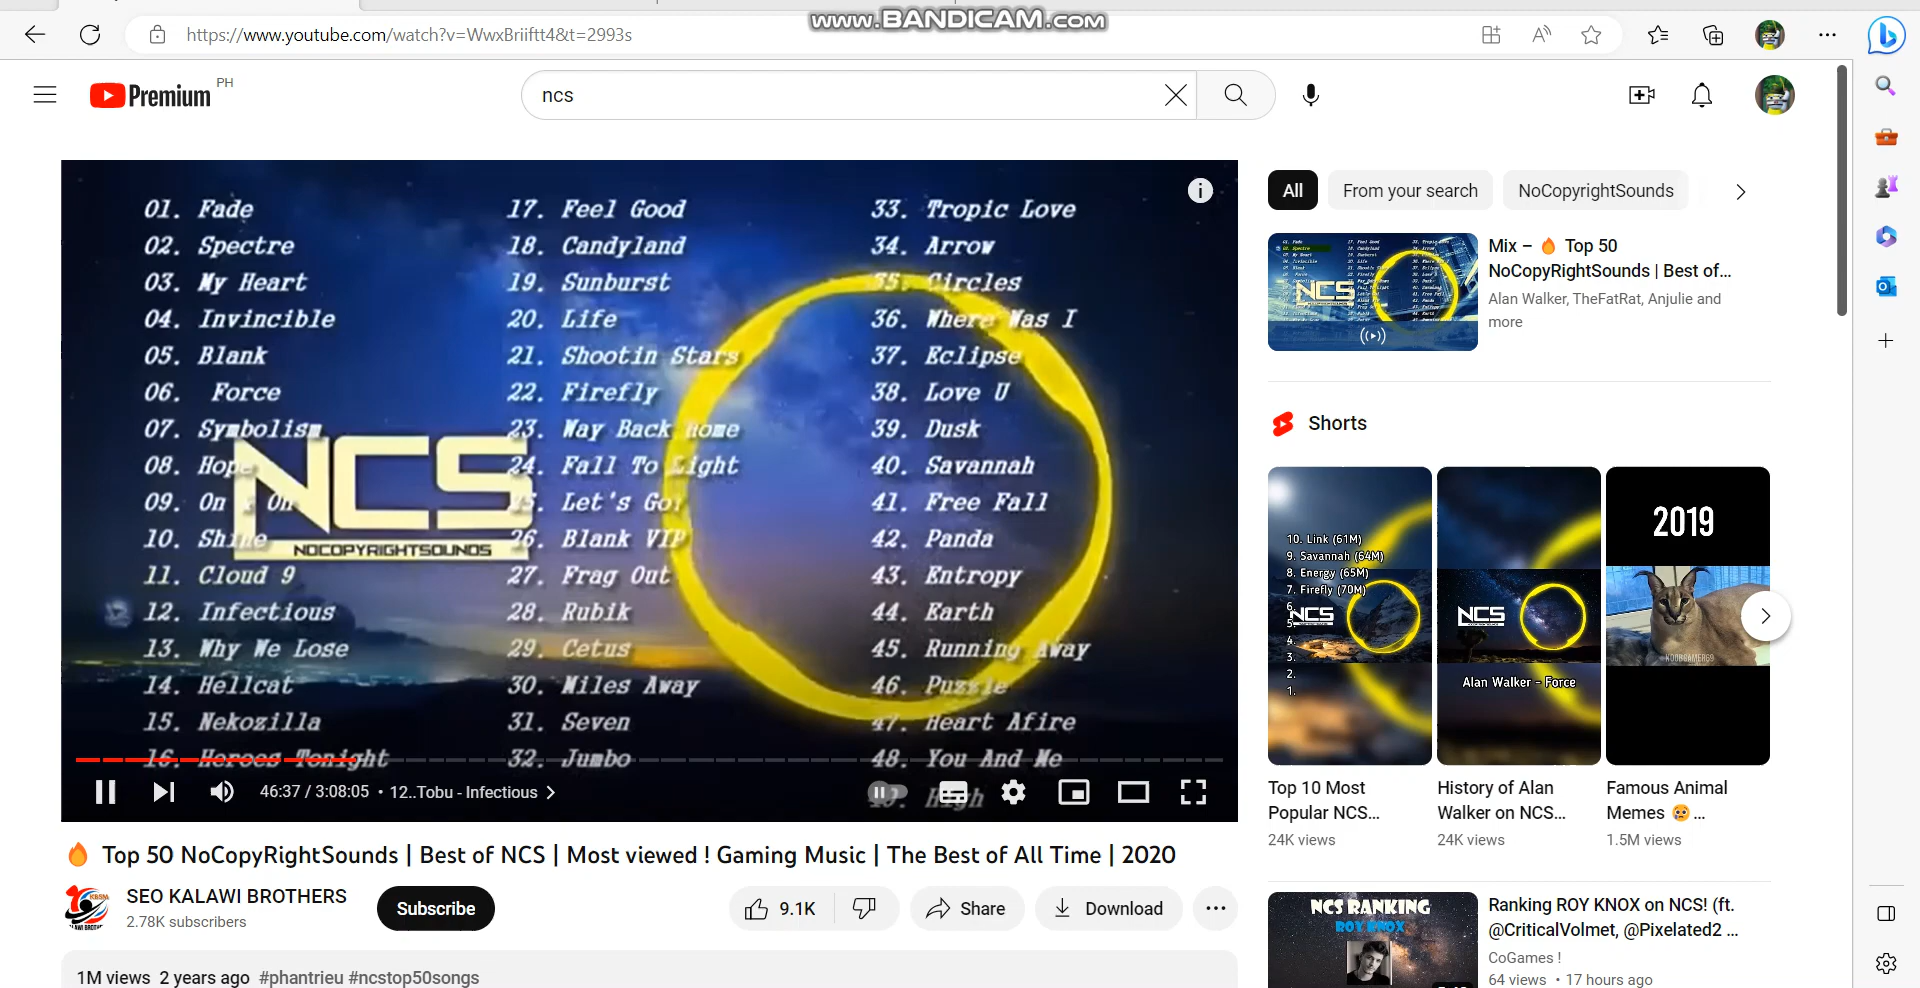 www.BANDICAM.com
https://www.youtube.com/watch?v=WwxBriiftt4&t=2993s
Premium PH
ncs
01. Fade
02. Spectre
03. My Heart
04. Invincible
05. Blank
06. Force
07. Symbolism
08. Hope
09. On & On
10. Shine
11. Cloud 9
12. Infectious
13. Why We Lose
14. Hellcat
15. Nekozilla
16. Heroes Tonight
17. Feel Good
18. Candyland
19. Sunburst
20. Life
21. Shootin Stars
22. Firefly
23. Way Back Home
24. Fall To Light
25. Let's Go!
26. Blank VIP
27. Frag Out
28. Rubik
29. Cetus
30. Miles Away
31. Seven
32. Jumbo
33. Tropic Love
34. Arrow
35. Circles
36. Where Was I
37. Eclipse
38. Love U
39. Dusk
40. Savannah
41. Free Fall
42. Panda
43. Entropy
44. Earth
45. Running Away
46. Puzzle
47. Heart Afire
48. You And Me
High
NCS
NOCOPYRIGHTSOUNDS
46:37 / 3:08:05 • 12..Tobu - Infectious
🔥 Top 50 NoCopyRightSounds | Best of NCS | Most viewed ! Gaming Music | The Best of All Time | 2020
SEO KALAWI BROTHERS
2.78K subscribers
Subscribe
9.1K
Share
Download
1M views 2 years ago #phantrieu #ncstop50songs
All
From your search
NoCopyrightSounds
Mix – 🔥 Top 50
NoCopyRightSounds | Best of...
Alan Walker, TheFatRat, Anjulie and
more
Shorts
10. Link (61M)
9. Savannah (64M)
8. Energy (65M)
7. Firefly (70M)
6.
5.
4.
3.
2.
1.
NCS
NCS
Alan Walker - Force
2019
NOOBGAMER69
Top 10 Most
Popular NCS...
24K views
History of Alan
Walker on NCS...
24K views
Famous Animal
Memes 😢 ...
1.5M views
NCS RANKING
ROY KNOX
Ranking ROY KNOX on NCS! (ft.
@CriticalVolmet, @Pixelated2 ...
CoGames !
64 views • 17 hours ago